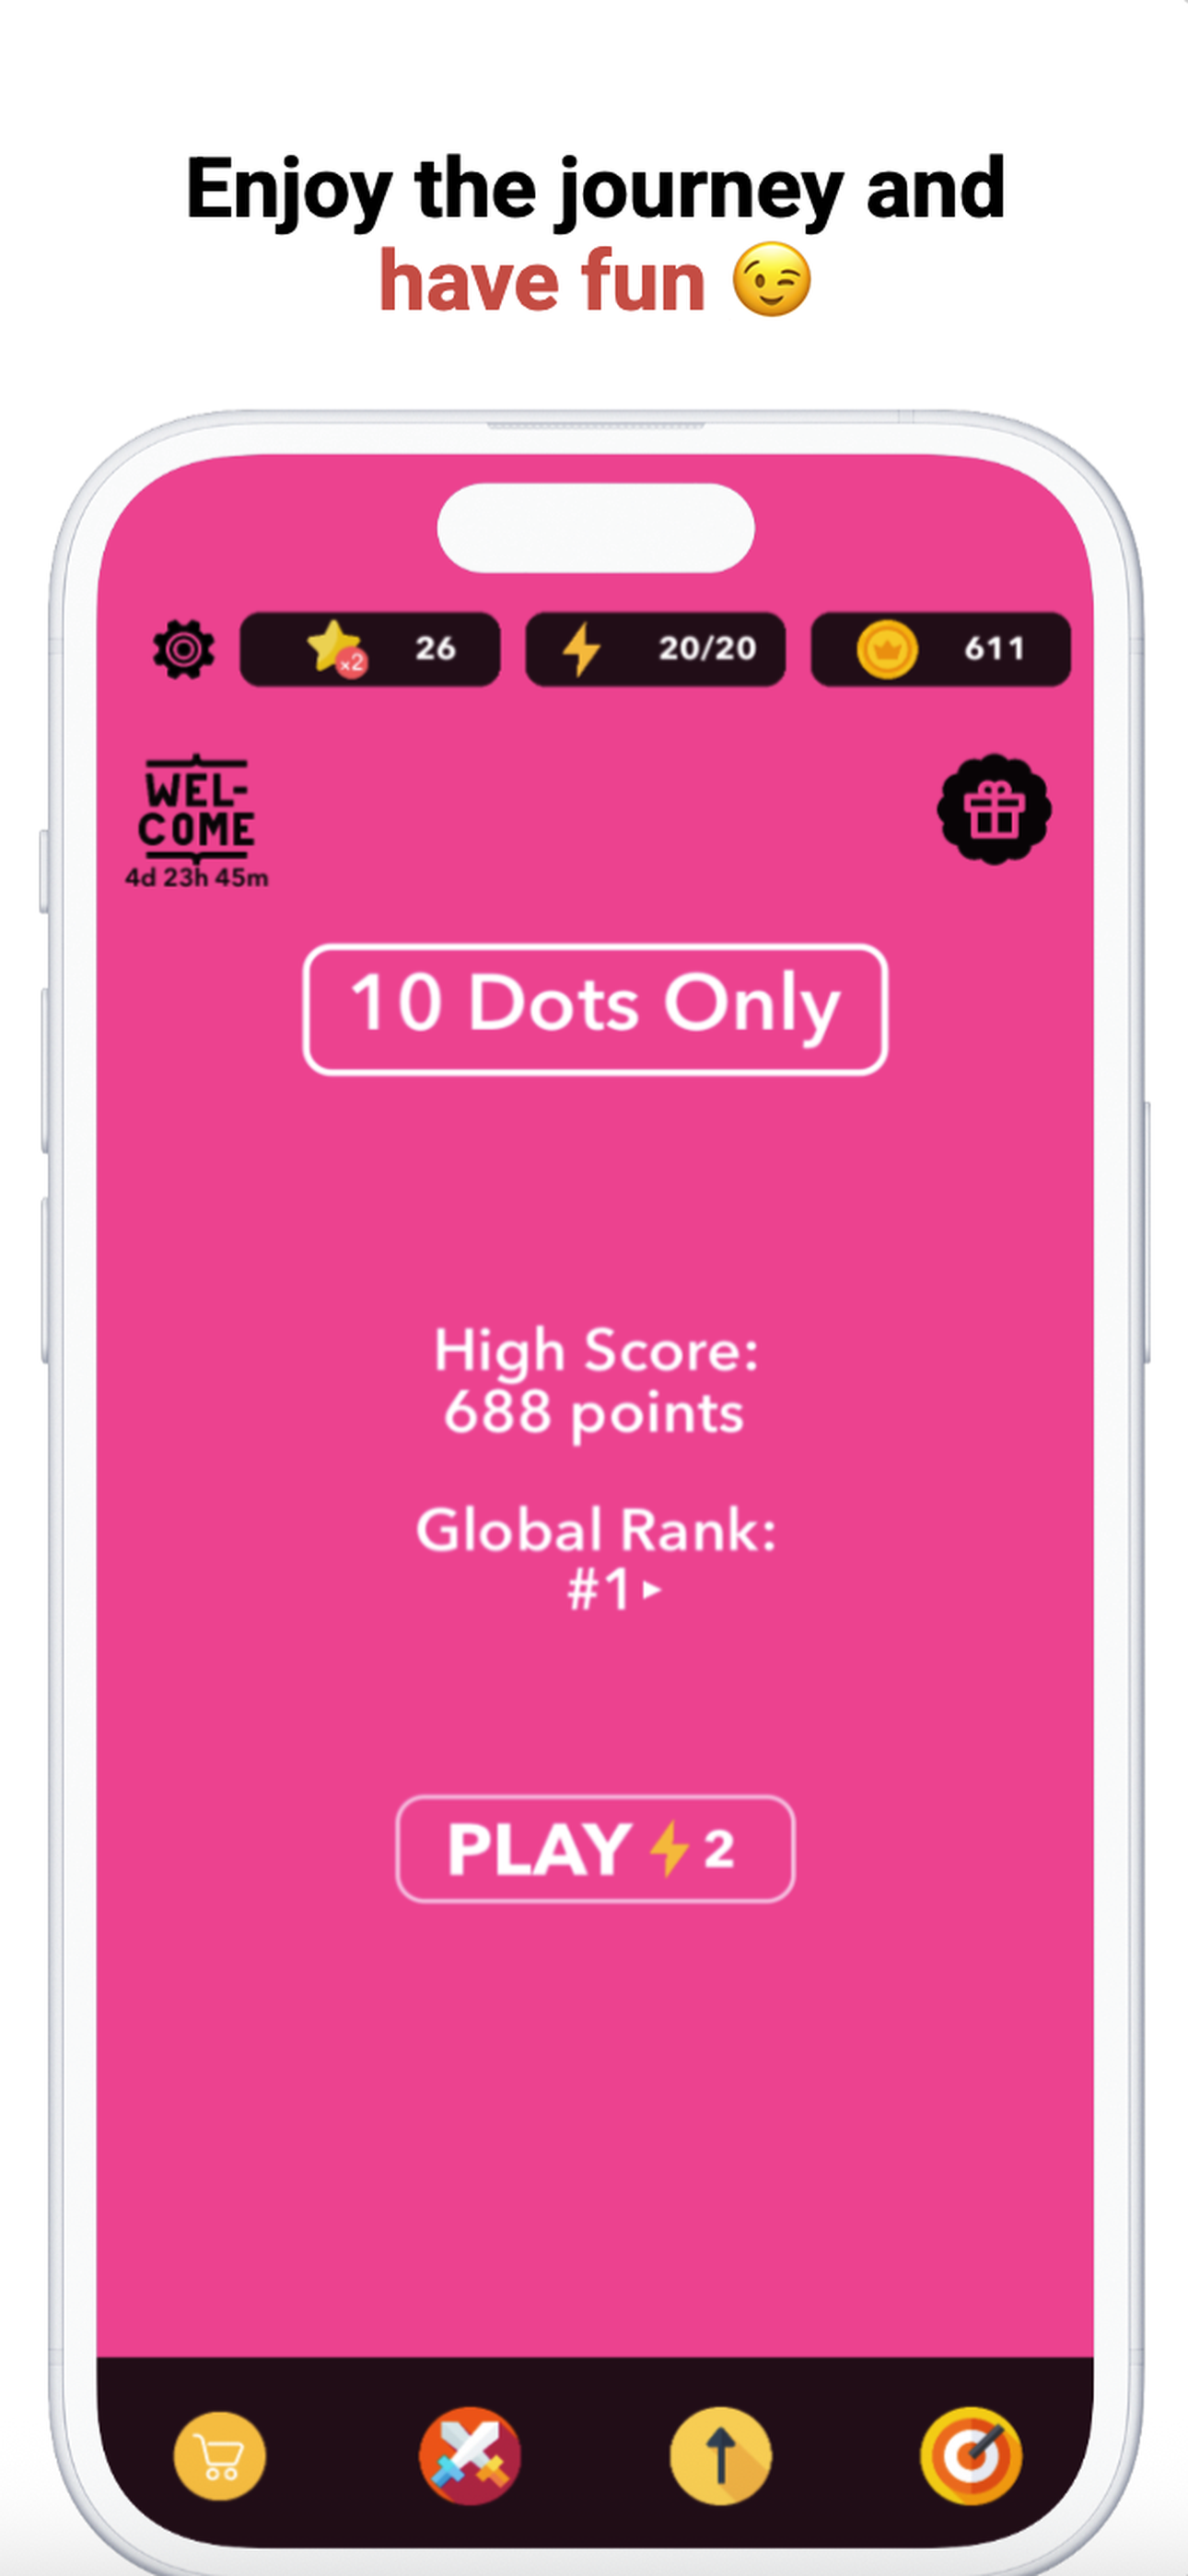 Enjoy the journey and
have fun 😉
x2 26 20/20 611
WEL-
COME
4d 23h 45m
10 Dots Only
High Score:
688 points
Global Rank:
#1▸
PLAY⚡2